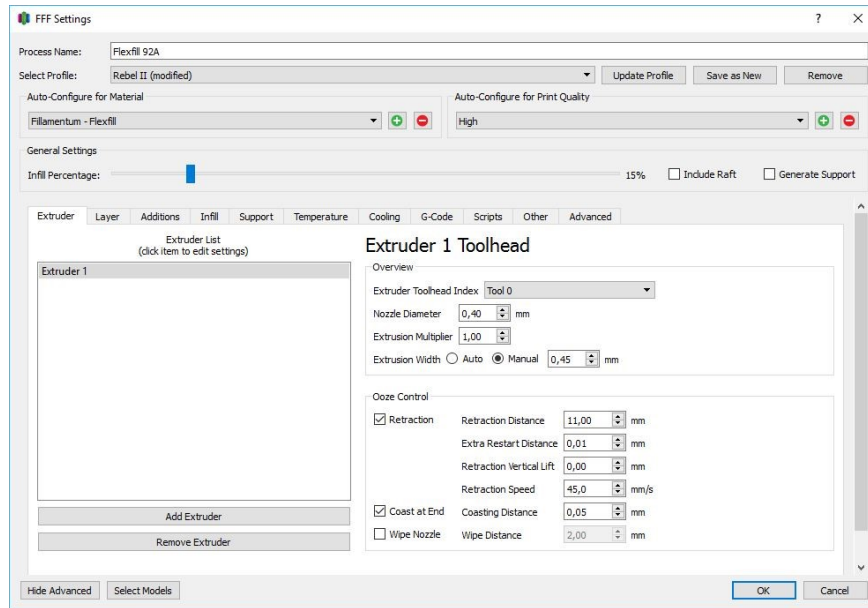 FFF Settings ? ×
Process Name: Flexfill 92A
Select Profile: Rebel II (modified) Update Profile Save as New Remove
Auto-Configure for Material Auto-Configure for Print Quality
Fillamentum - Flexfill High
General Settings
Infill Percentage: 15% Include Raft Generate Support
Extruder Layer Additions Infill Support Temperature Cooling G-Code Scripts Other Advanced
Extruder List
(click item to edit settings)
Extruder 1
Add Extruder
Remove Extruder
Extruder 1 Toolhead
Overview
Extruder Toolhead Index Tool 0
Nozzle Diameter 0,40 mm
Extrusion Multiplier 1,00
Extrusion Width Auto Manual 0,45 mm
Ooze Control
Retraction Retraction Distance 11,00 mm
Extra Restart Distance 0,01 mm
Retraction Vertical Lift 0,00 mm
Retraction Speed 45,0 mm/s
Coast at End Coasting Distance 0,05 mm
Wipe Nozzle Wipe Distance 2,00 mm
Hide Advanced Select Models OK Cancel